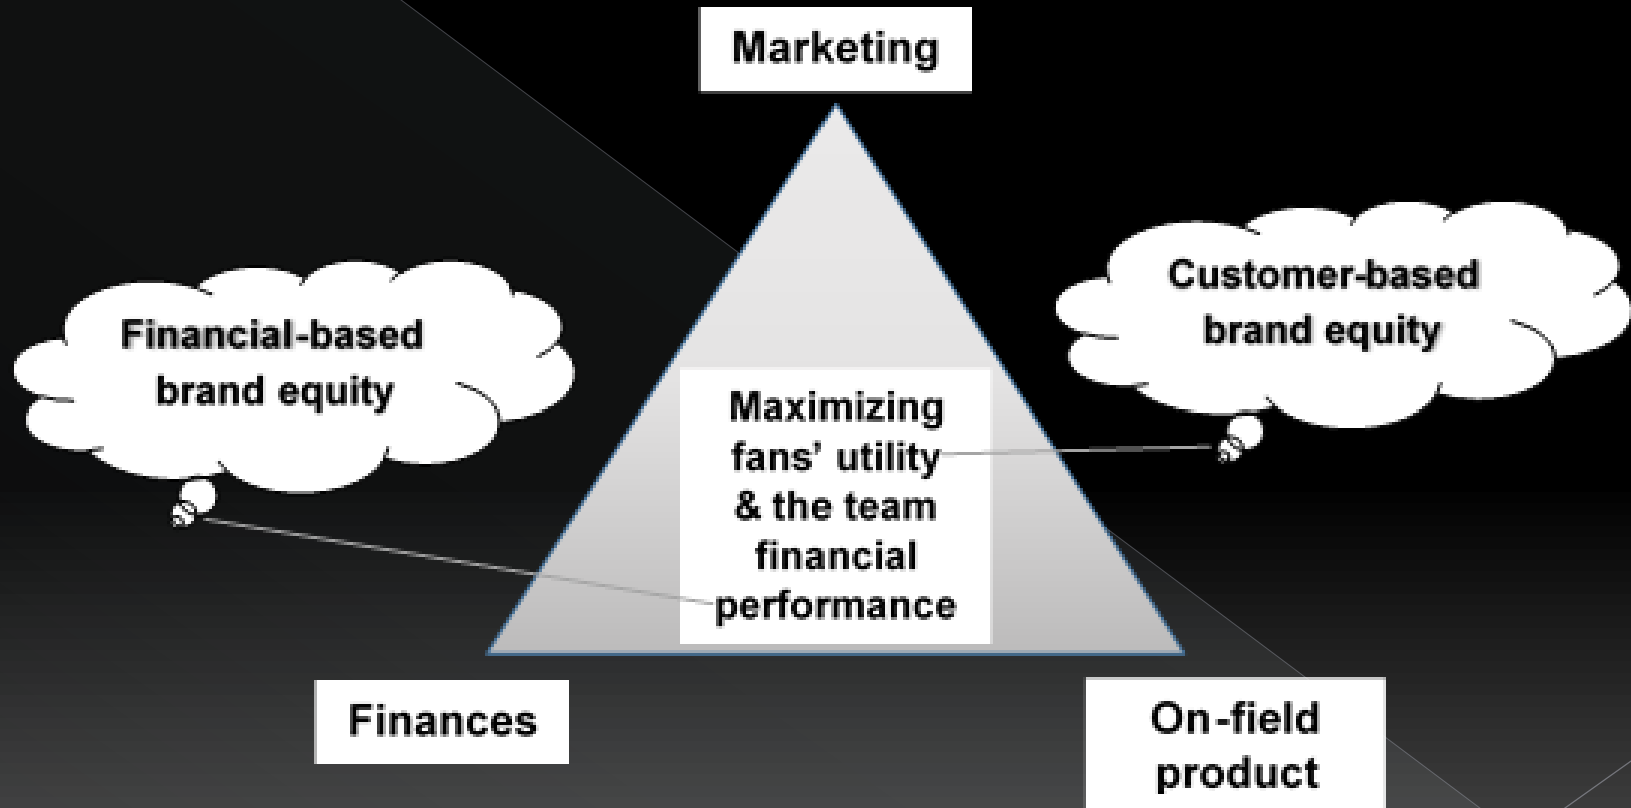 Marketing
Financial-based
brand equity
Customer-based
brand equity
Maximizing
fans’ utility
& the team
financial
performance
Finances
On-field
product